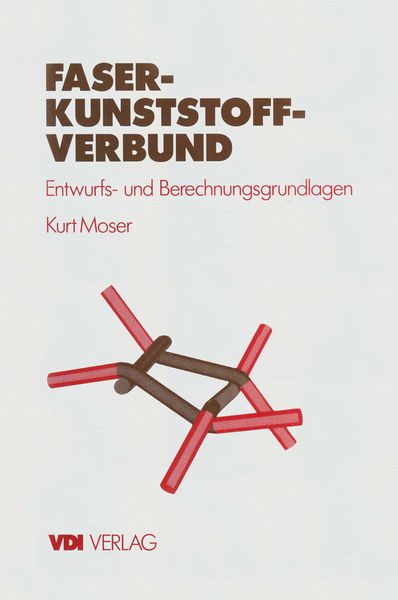 FASER-
KUNSTSTOFF-
VERBUND
Entwurfs- und Berechnungsgrundlagen
Kurt Moser
VDI VERLAG